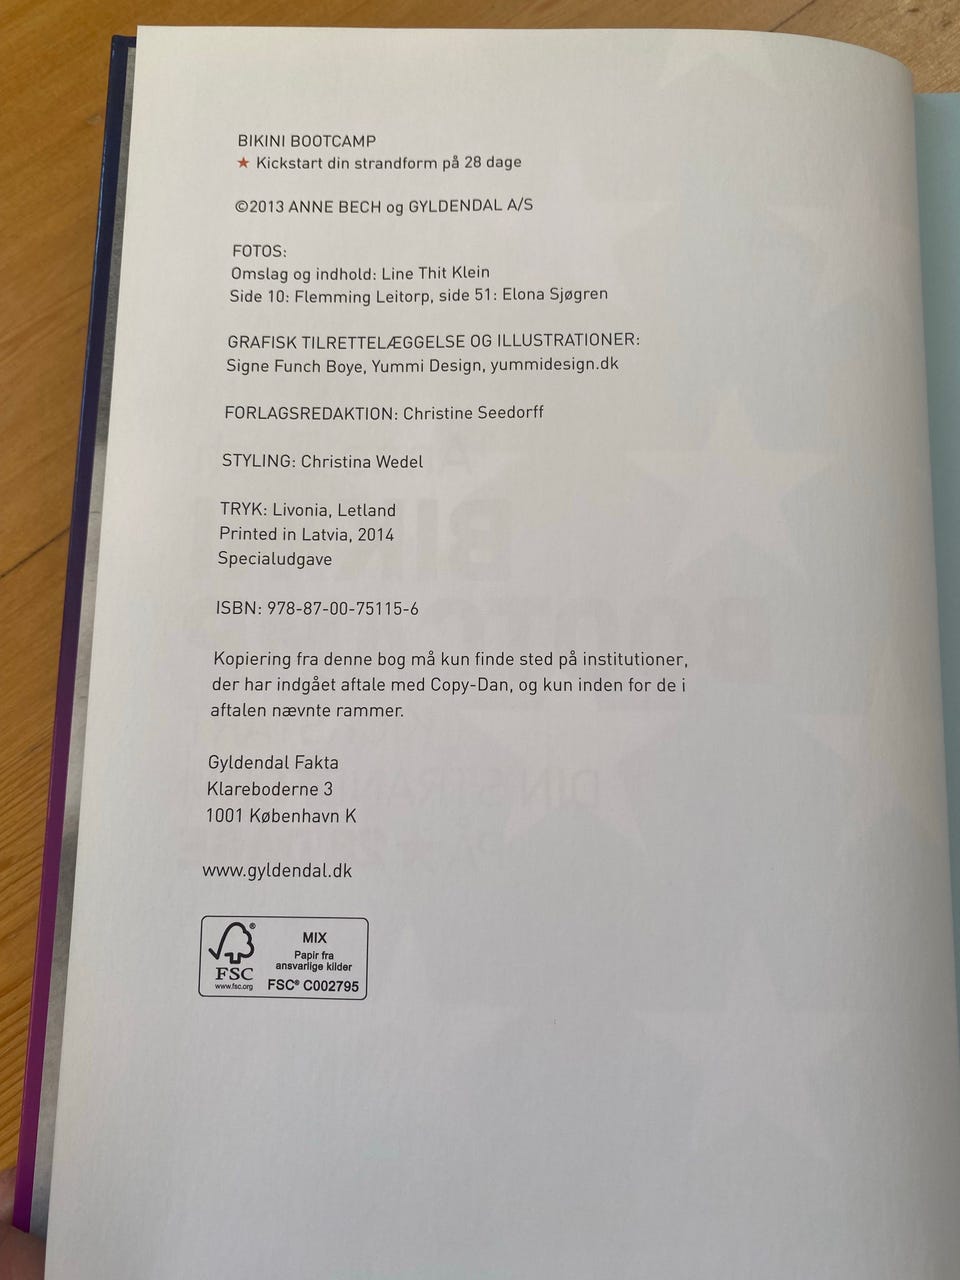 BIKINI BOOTCAMP
★ Kickstart din strandform på 28 dage
©2013 ANNE BECH og GYLDENDAL A/S
FOTOS:
Omslag og indhold: Line Thit Klein
Side 10: Flemming Leitorp, side 51: Elona Sjøgren
GRAFISK TILRETTELÆGGELSE OG ILLUSTRATIONER:
Signe Funch Boye, Yummi Design, yummidesign.dk
FORLAGSREDAKTION: Christine Seedorff
STYLING: Christina Wedel
TRYK: Livonia, Letland
Printed in Latvia, 2014
Specialudgave
ISBN: 978-87-00-75115-6
Kopiering fra denne bog må kun finde sted på institutioner,
der har indgået aftale med Copy-Dan, og kun inden for de i
aftalen nævnte rammer.
Gyldendal Fakta
Klareboderne 3
1001 København K
www.gyldendal.dk
FSC
www.fsc.org
MIX
Papir fra
ansvarlige kilder
FSC® C002795